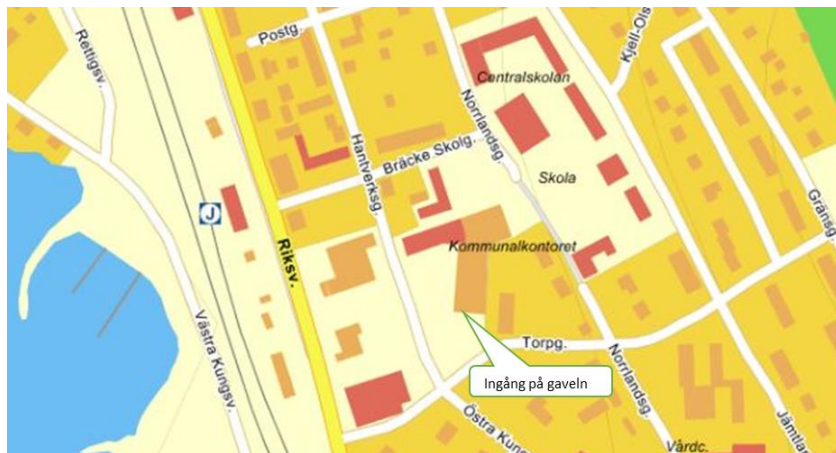 Rettigsv.
Postg.
Centralskolan
Kjell-Ols
Norrlandsg.
Hantverksg.
Bräcke Skolg.
Skola
Gränsg.
J
Riksv.
Kommunalkontoret
Västra Kungsv.
Torpg.
Ingång på gaveln
Norrlandsg.
Östra Kung
Jämtlan
Vårdc.